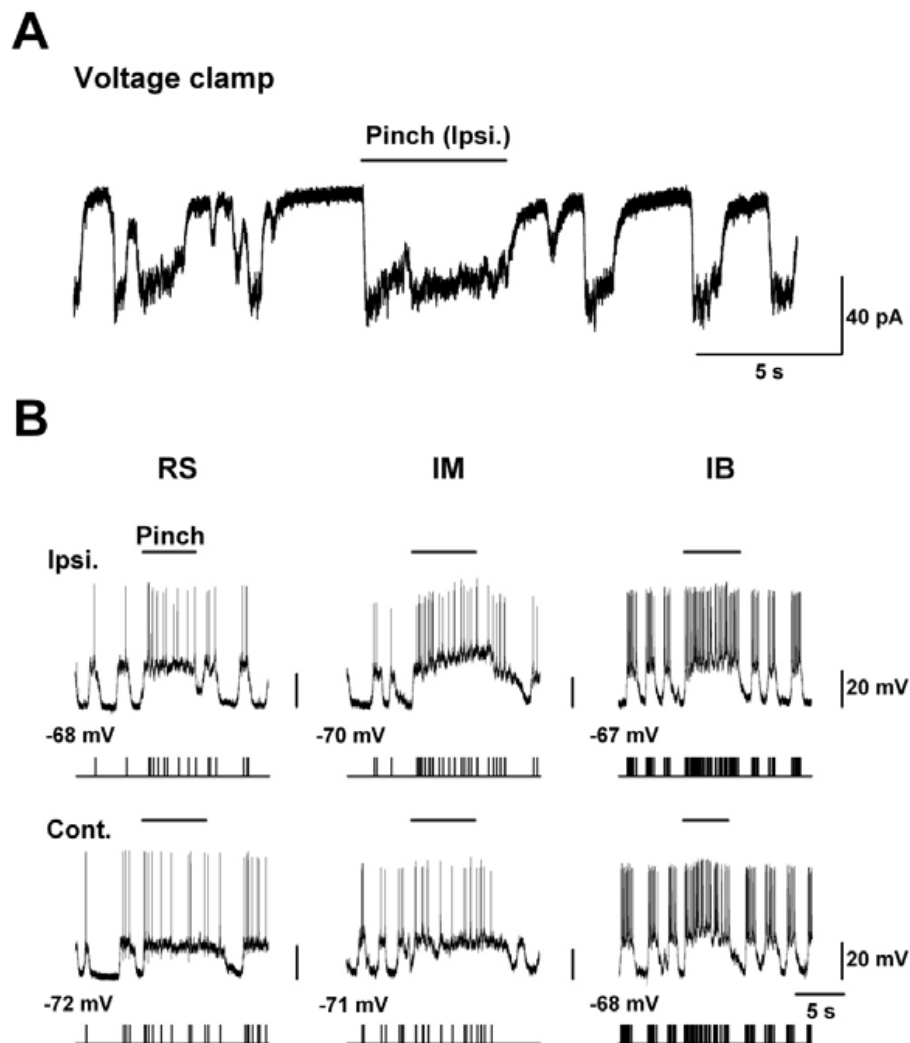 A
Voltage clamp
Pinch (Ipsi.)
40 pA
5 s
B
RS IM IB
Pinch
Ipsi.
20 mV
-68 mV -70 mV -67 mV
Cont.
20 mV
-72 mV -71 mV -68 mV
5 s